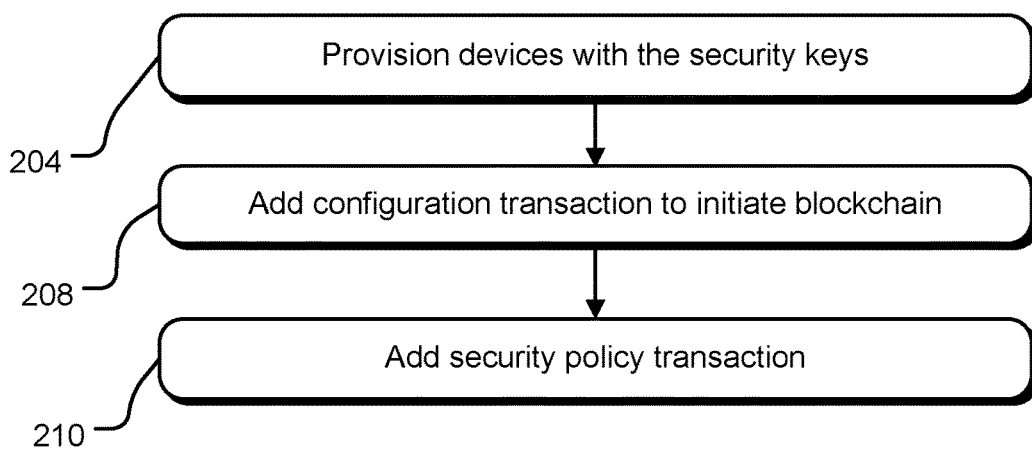 Provision devices with the security keys
204
Add configuration transaction to initiate blockchain
208
Add security policy transaction
210